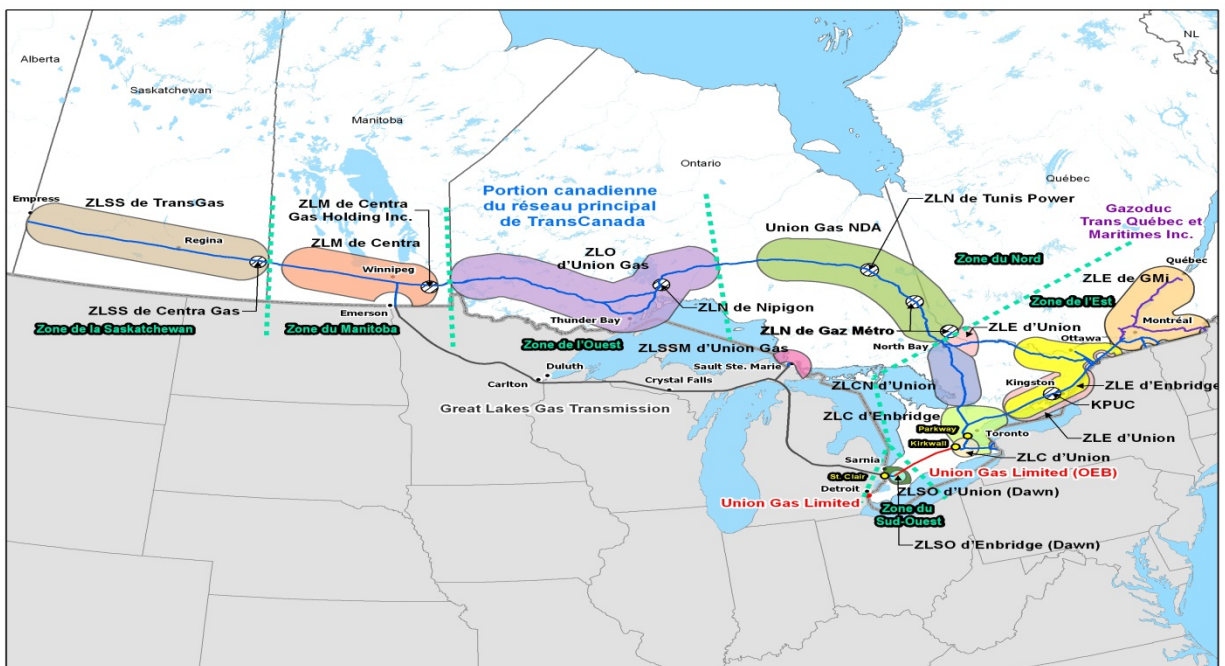 NL
Alberta
Saskatchewan
Manitoba
Ontario
Québec
Portion canadienne
du réseau principal
de TransCanada
ZLN de Tunis Power
Gazoduc
Trans Québec et
Maritimes Inc.
Empress
ZLSS de TransGas
ZLM de Centra
Gas Holding Inc.
Union Gas NDA
Regina
ZLM de Centra
Winnipeg
ZLO
d'Union Gas
Zone du Nord
Québec
ZLE de GMi
Zone de l'Est
Montréal
ZLSS de Centra Gas
Emerson
Thunder Bay
ZLN de Nipigon
ZLN de Gaz Métro
ZLE d'Union
North Bay
Ottawa
Zone de la Saskatchewan
Zone du Manitoba
Zone de l'Ouest
ZLSSM d'Union Gas
Sault Ste. Marie
Duluth
Carlton
Crystal Falls
ZLCN d'Union
Kingston
ZLE d'Enbridge
KPUC
Great Lakes Gas Transmission
ZLC d'Enbridge
Parkway
Toronto
ZLE d'Union
Kirkwall
ZLC d'Union
Sarnia
St. Clair
Union Gas Limited (OEB)
Detroit
Union Gas Limited
ZLSO d'Union (Dawn)
Zone du
Sud-Ouest
ZLSO d'Enbridge (Dawn)